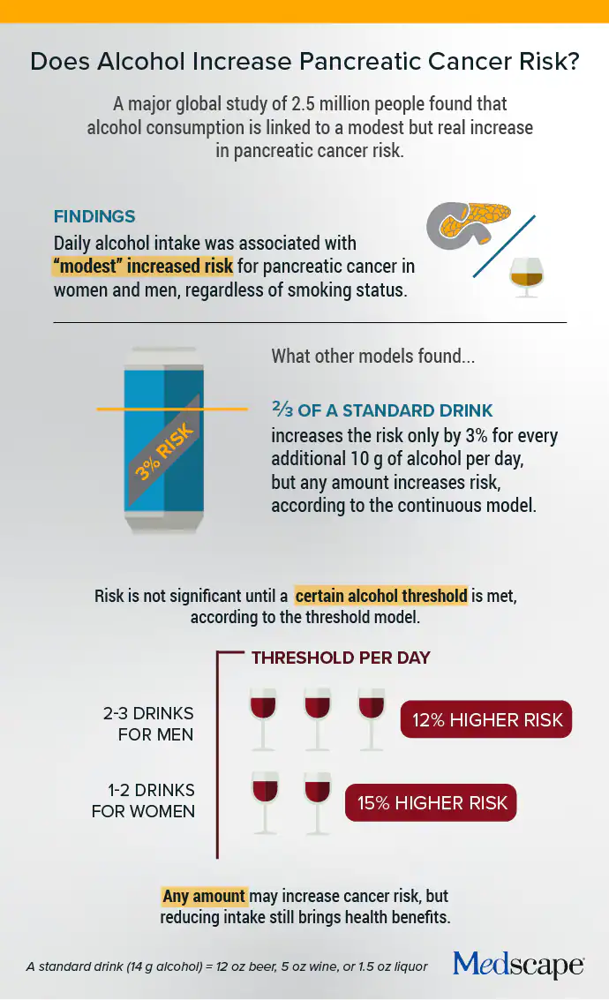 Does Alcohol Increase Pancreatic Cancer Risk?
A major global study of 2.5 million people found that
alcohol consumption is linked to a modest but real increase
in pancreatic cancer risk.
FINDINGS
Daily alcohol intake was associated with
“modest” increased risk for pancreatic cancer in
women and men, regardless of smoking status.
What other models found...
3% RISK
⅔ OF A STANDARD DRINK
increases the risk only by 3% for every
additional 10 g of alcohol per day,
but any amount increases risk,
according to the continuous model.
Risk is not significant until a certain alcohol threshold is met,
according to the threshold model.
THRESHOLD PER DAY
2-3 DRINKS
FOR MEN
12% HIGHER RISK
1-2 DRINKS
FOR WOMEN
15% HIGHER RISK
Any amount may increase cancer risk, but
reducing intake still brings health benefits.
A standard drink (14 g alcohol) = 12 oz beer, 5 oz wine, or 1.5 oz liquor
Medscape